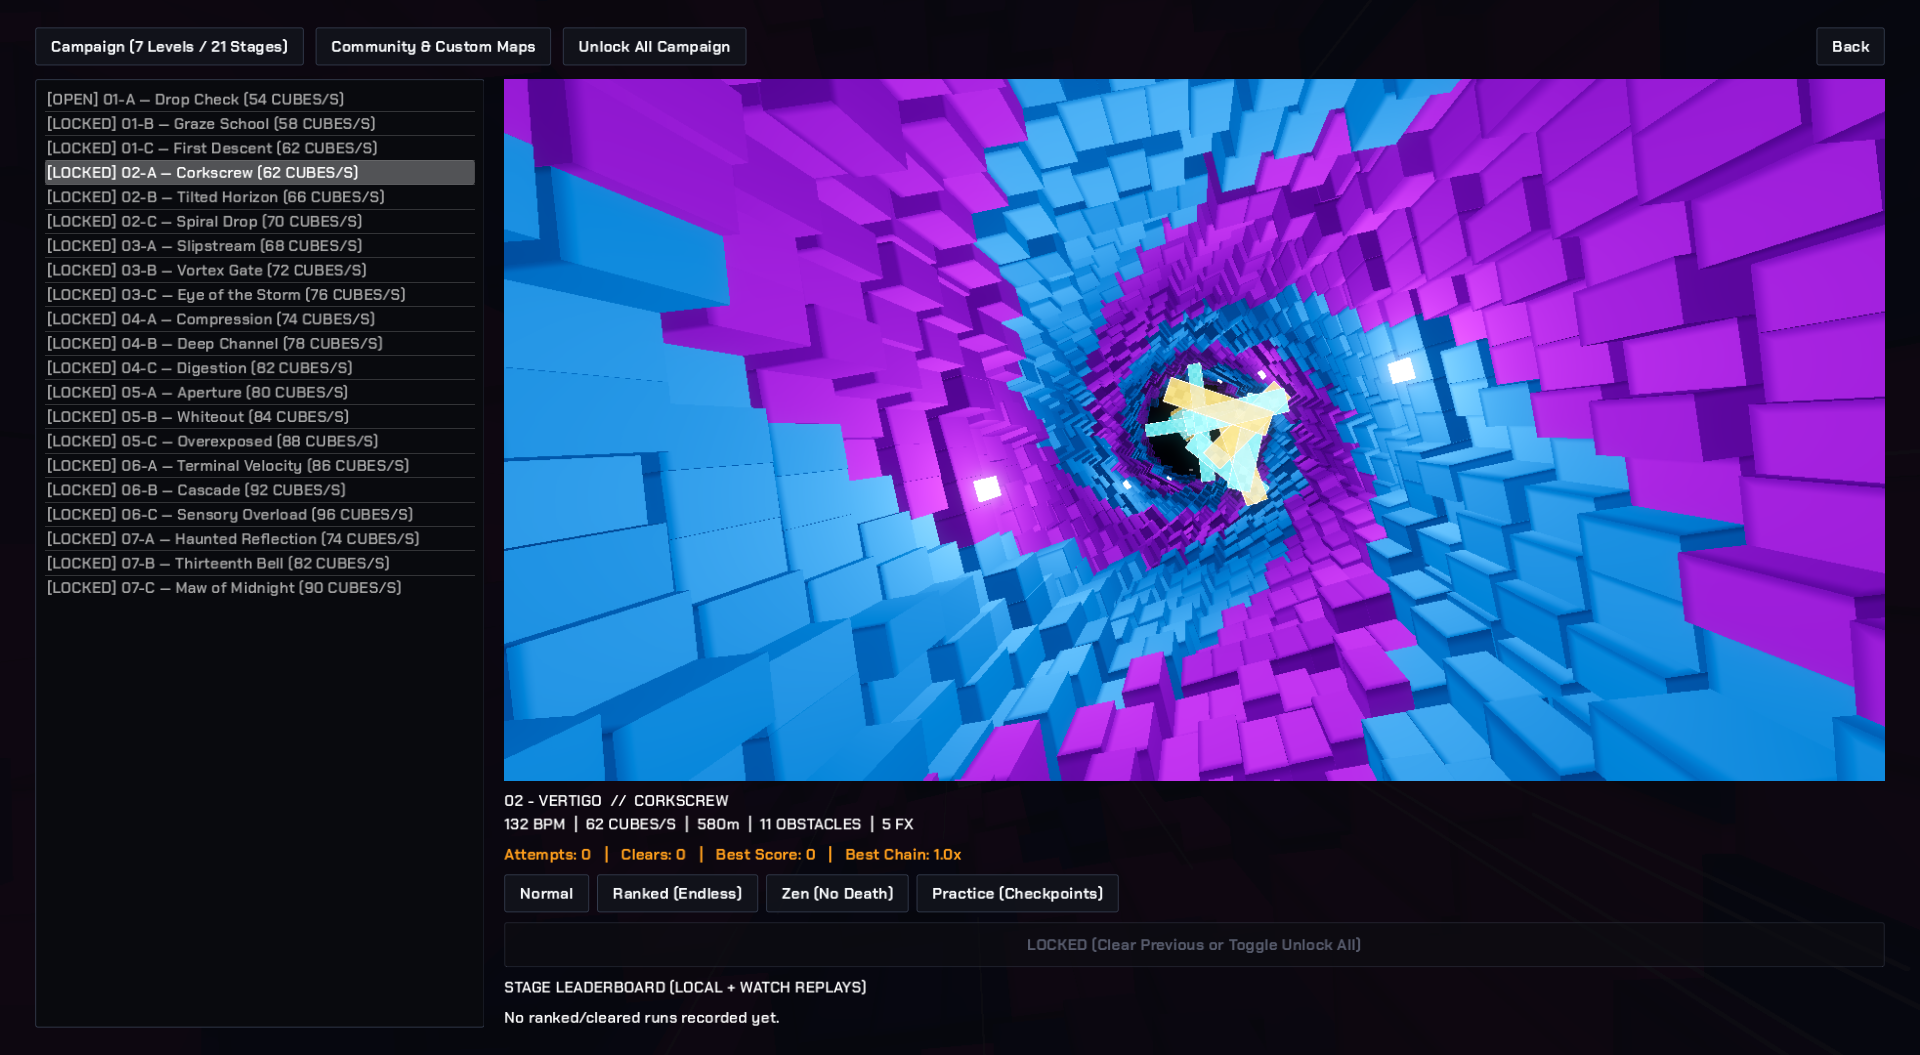 Campaign (7 Levels / 21 Stages)
Community & Custom Maps
Unlock All Campaign
Back
[OPEN] 01-A — Drop Check (54 CUBES/S)
[LOCKED] 01-B — Graze School (58 CUBES/S)
[LOCKED] 01-C — First Descent (62 CUBES/S)
[LOCKED] 02-A — Corkscrew (62 CUBES/S)
[LOCKED] 02-B — Tilted Horizon (66 CUBES/S)
[LOCKED] 02-C — Spiral Drop (70 CUBES/S)
[LOCKED] 03-A — Slipstream (68 CUBES/S)
[LOCKED] 03-B — Vortex Gate (72 CUBES/S)
[LOCKED] 03-C — Eye of the Storm (76 CUBES/S)
[LOCKED] 04-A — Compression (74 CUBES/S)
[LOCKED] 04-B — Deep Channel (78 CUBES/S)
[LOCKED] 04-C — Digestion (82 CUBES/S)
[LOCKED] 05-A — Aperture (80 CUBES/S)
[LOCKED] 05-B — Whiteout (84 CUBES/S)
[LOCKED] 05-C — Overexposed (88 CUBES/S)
[LOCKED] 06-A — Terminal Velocity (86 CUBES/S)
[LOCKED] 06-B — Cascade (92 CUBES/S)
[LOCKED] 06-C — Sensory Overload (96 CUBES/S)
[LOCKED] 07-A — Haunted Reflection (74 CUBES/S)
[LOCKED] 07-B — Thirteenth Bell (82 CUBES/S)
[LOCKED] 07-C — Maw of Midnight (90 CUBES/S)
02 - VERTIGO // CORKSCREW
132 BPM | 62 CUBES/S | 580m | 11 OBSTACLES | 5 FX
Attempts: 0 | Clears: 0 | Best Score: 0 | Best Chain: 1.0x
Normal
Ranked (Endless)
Zen (No Death)
Practice (Checkpoints)
LOCKED (Clear Previous or Toggle Unlock All)
STAGE LEADERBOARD (LOCAL + WATCH REPLAYS)
No ranked/cleared runs recorded yet.